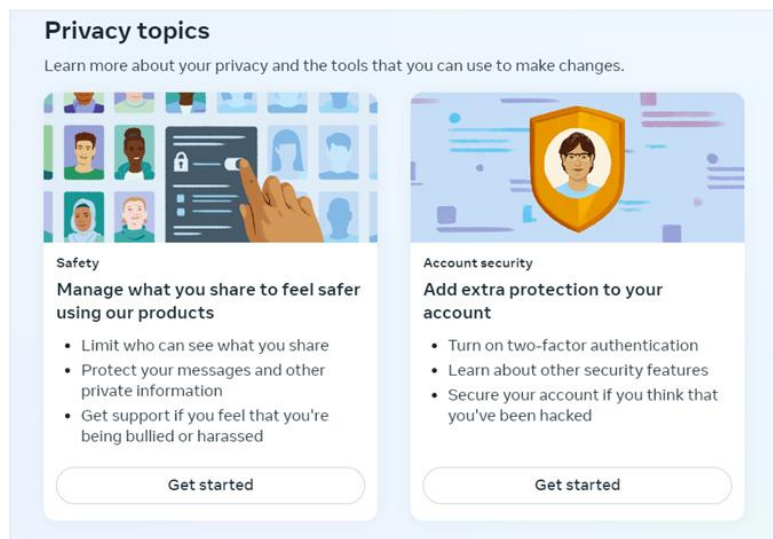 Privacy topics
Learn more about your privacy and the tools that you can use to make changes.
Safety
Manage what you share to feel safer
using our products
• Limit who can see what you share
• Protect your messages and other
private information
• Get support if you feel that you're
being bullied or harassed
Get started
Account security
Add extra protection to your
account
• Turn on two-factor authentication
• Learn about other security features
• Secure your account if you think that
you've been hacked
Get started